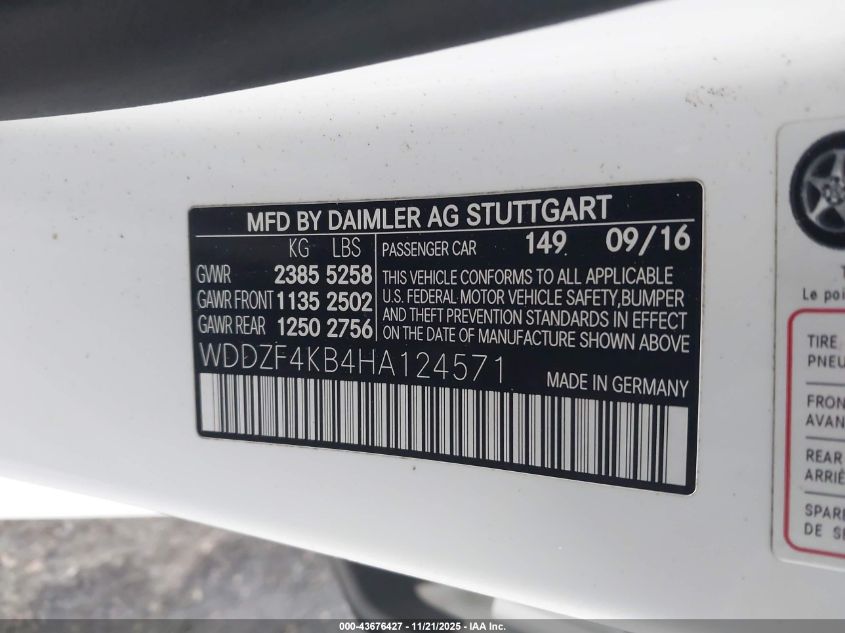 MFD BY DAIMLER AG STUTTGART
KG LBS
GVWR 2385 5258
GAWR FRONT 1135 2502
GAWR REAR 1250 2756
PASSENGER CAR 149 09/16
THIS VEHICLE CONFORMS TO ALL APPLICABLE
U.S. FEDERAL MOTOR VEHICLE SAFETY,BUMPER
AND THEFT PREVENTION STANDARDS IN EFFECT
ON THE DATE OF MANUFACTURE SHOWN ABOVE
WDDZF4KB4HA124571
MADE IN GERMANY
Le
TIRE
FRON
AVAN
REAR
ARRIÈ
SPAR
DE
000-43676427 - 11/21/2025 - IAA Inc.